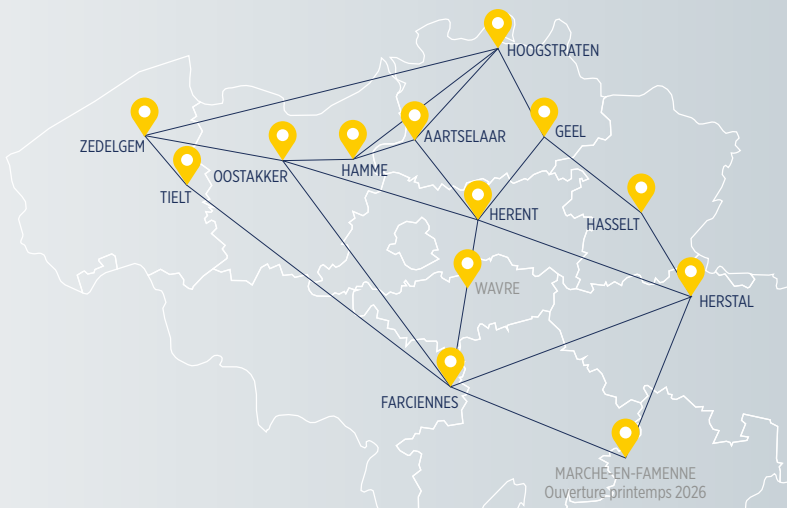 HOOGSTRATEN
ZEDELGEM
AARTSELAAR
GEEL
OOSTAKKER
HAMME
TIELT
HERENT
HASSELT
WAVRE
HERSTAL
FARCIENNES
MARCHE-EN-FAMENNE
Ouverture printemps 2026